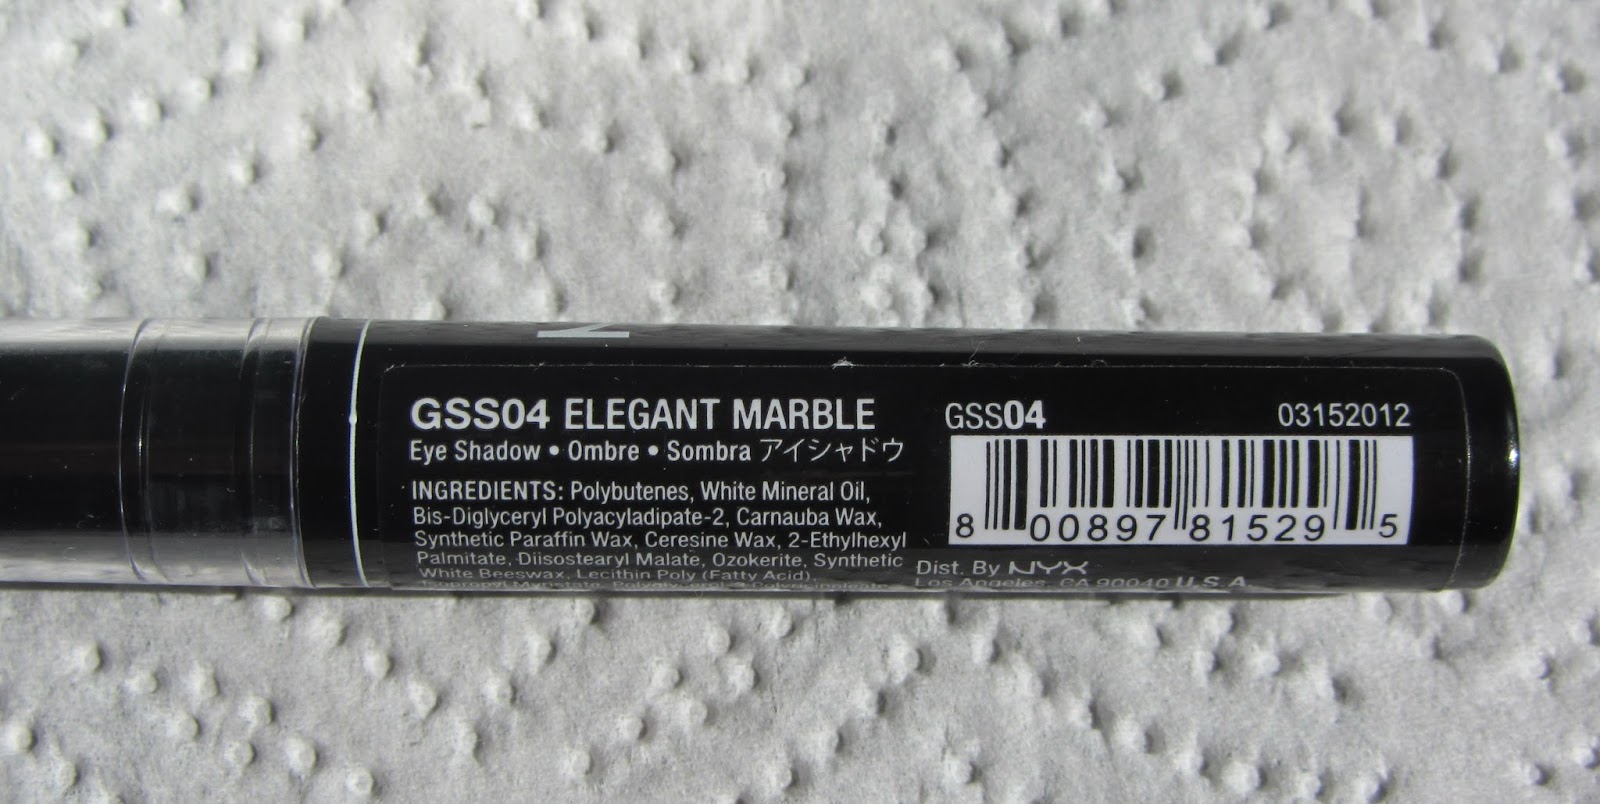 GSS04 ELEGANT MARBLE
Eye Shadow • Ombre • Sombra アイシャドウ
INGREDIENTS: Polybutenes, White Mineral Oil,
Bis-Diglyceryl Polyacyladipate-2, Carnauba Wax,
Synthetic Paraffin Wax, Ceresine Wax, 2-Ethylhexyl
Palmitate, Diisostearyl Malate, Ozokerite, Synthetic
White Beeswax, Lecithin Poly (Fatty Acid),
GSS04 03152012
8 00897 81529 5
Dist. By NYX
Los Angeles, CA 90040 U.S.A.